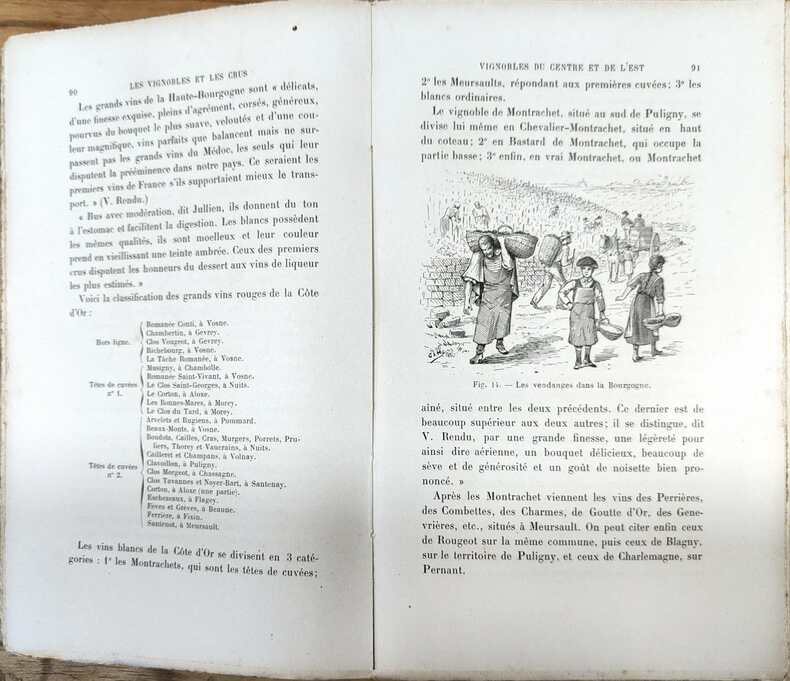 90
LES VIGNOBLES ET LES CRUS
Les grands vins de la Haute-Bourgogne sont « délicats,
d'une finesse exquise, pleins d'agrément, corsés, généreux,
pourvus du bouquet le plus suave, veloutés et d'une cou-
leur magnifique, vins parfaits que balancent mais ne sur-
passent pas les grands vins du Médoc, les seuls qui leur
disputent la prééminence dans notre pays. Ce seraient les
premiers vins de France s'ils supportaient mieux le trans-
port. » (V. Rendu.)
« Bus avec modération, dit Jullien, ils donnent du ton
à l'estomac et facilitent la digestion. Les blancs possèdent
les mêmes qualités, ils sont moelleux et leur couleur
prend en vieillissant une teinte ambrée. Ceux des premiers
crus disputent les honneurs du dessert aux vins de liqueur
les plus estimés. »
Voici la classification des grands vins rouges de la Côte
d'Or :
Hors ligne.
Romanée Conti, à Vosne.
Chambertin, à Gevrey.
Clos Vougeot, à Gevrey.
Richebourg, à Vosne.
La Tâche Romanée, à Vosne.
Têtes de cuvées
n° 1.
Musigny, à Chambolle.
Romanée Saint-Vivant, à Vosne.
Le Clos Saint-Georges, à Nuits.
Le Corton, à Aloxe.
Les Bonnes-Mares, à Morey.
Le Clos du Tard, à Morey.
Têtes de cuvées
n° 2.
Arvelets et Rugiens, à Pommard.
Beaux-Monts, à Vosne.
Boudots, Cailles, Cras, Murgers, Porrets, Pru-
liers, Thorey et Vaucrains, à Nuits.
Cailleret et Champans, à Volnay.
Clavoillon, à Puligny.
Clos Morgeot, à Chassagne.
Clos Tavannes et Noyer-Bart, à Santenay.
Corton, à Aloxe (une partie).
Echezeaux, à Flagey.
Fèves et Grèves, à Beaune.
Perrière, à Fixin.
Santenot, à Meursault.
Les vins blancs de la Côte d'Or se divisent en 3 caté-
gories : 1° les Montrachets, qui sont les têtes de cuvées;
VIGNOBLES DU CENTRE ET DE L'EST
91
2° les Meursaults, répondant aux premières cuvées; 3° les
blancs ordinaires.
Le vignoble de Montrachet, situé au sud de Puligny, se
divise lui même en Chevalier-Montrachet, situé en haut
du coteau; 2° en Bastard de Montrachet, qui occupe la
partie basse; 3° enfin, en vrai Montrachet, ou Montrachet
Fig. 14. — Les vendanges dans la Bourgogne.
ainé, situé entre les deux précédents. Ce dernier est de
beaucoup supérieur aux deux autres; il se distingue, dit
V. Rendu, par une grande finesse, une légèreté pour
ainsi dire aérienne, un bouquet délicieux, beaucoup de
sève et de générosité et un goût de noisette bien pro-
noncé. »
Après les Montrachet viennent les vins des Perrières,
des Combettes, des Charmes, de Goutte d'Or, des Gene-
vrières, etc., situés à Meursault. On peut citer enfin ceux
de Rougeot sur la même commune, puis ceux de Blagny,
sur le territoire de Puligny, et ceux de Charlemagne, sur
Pernant.